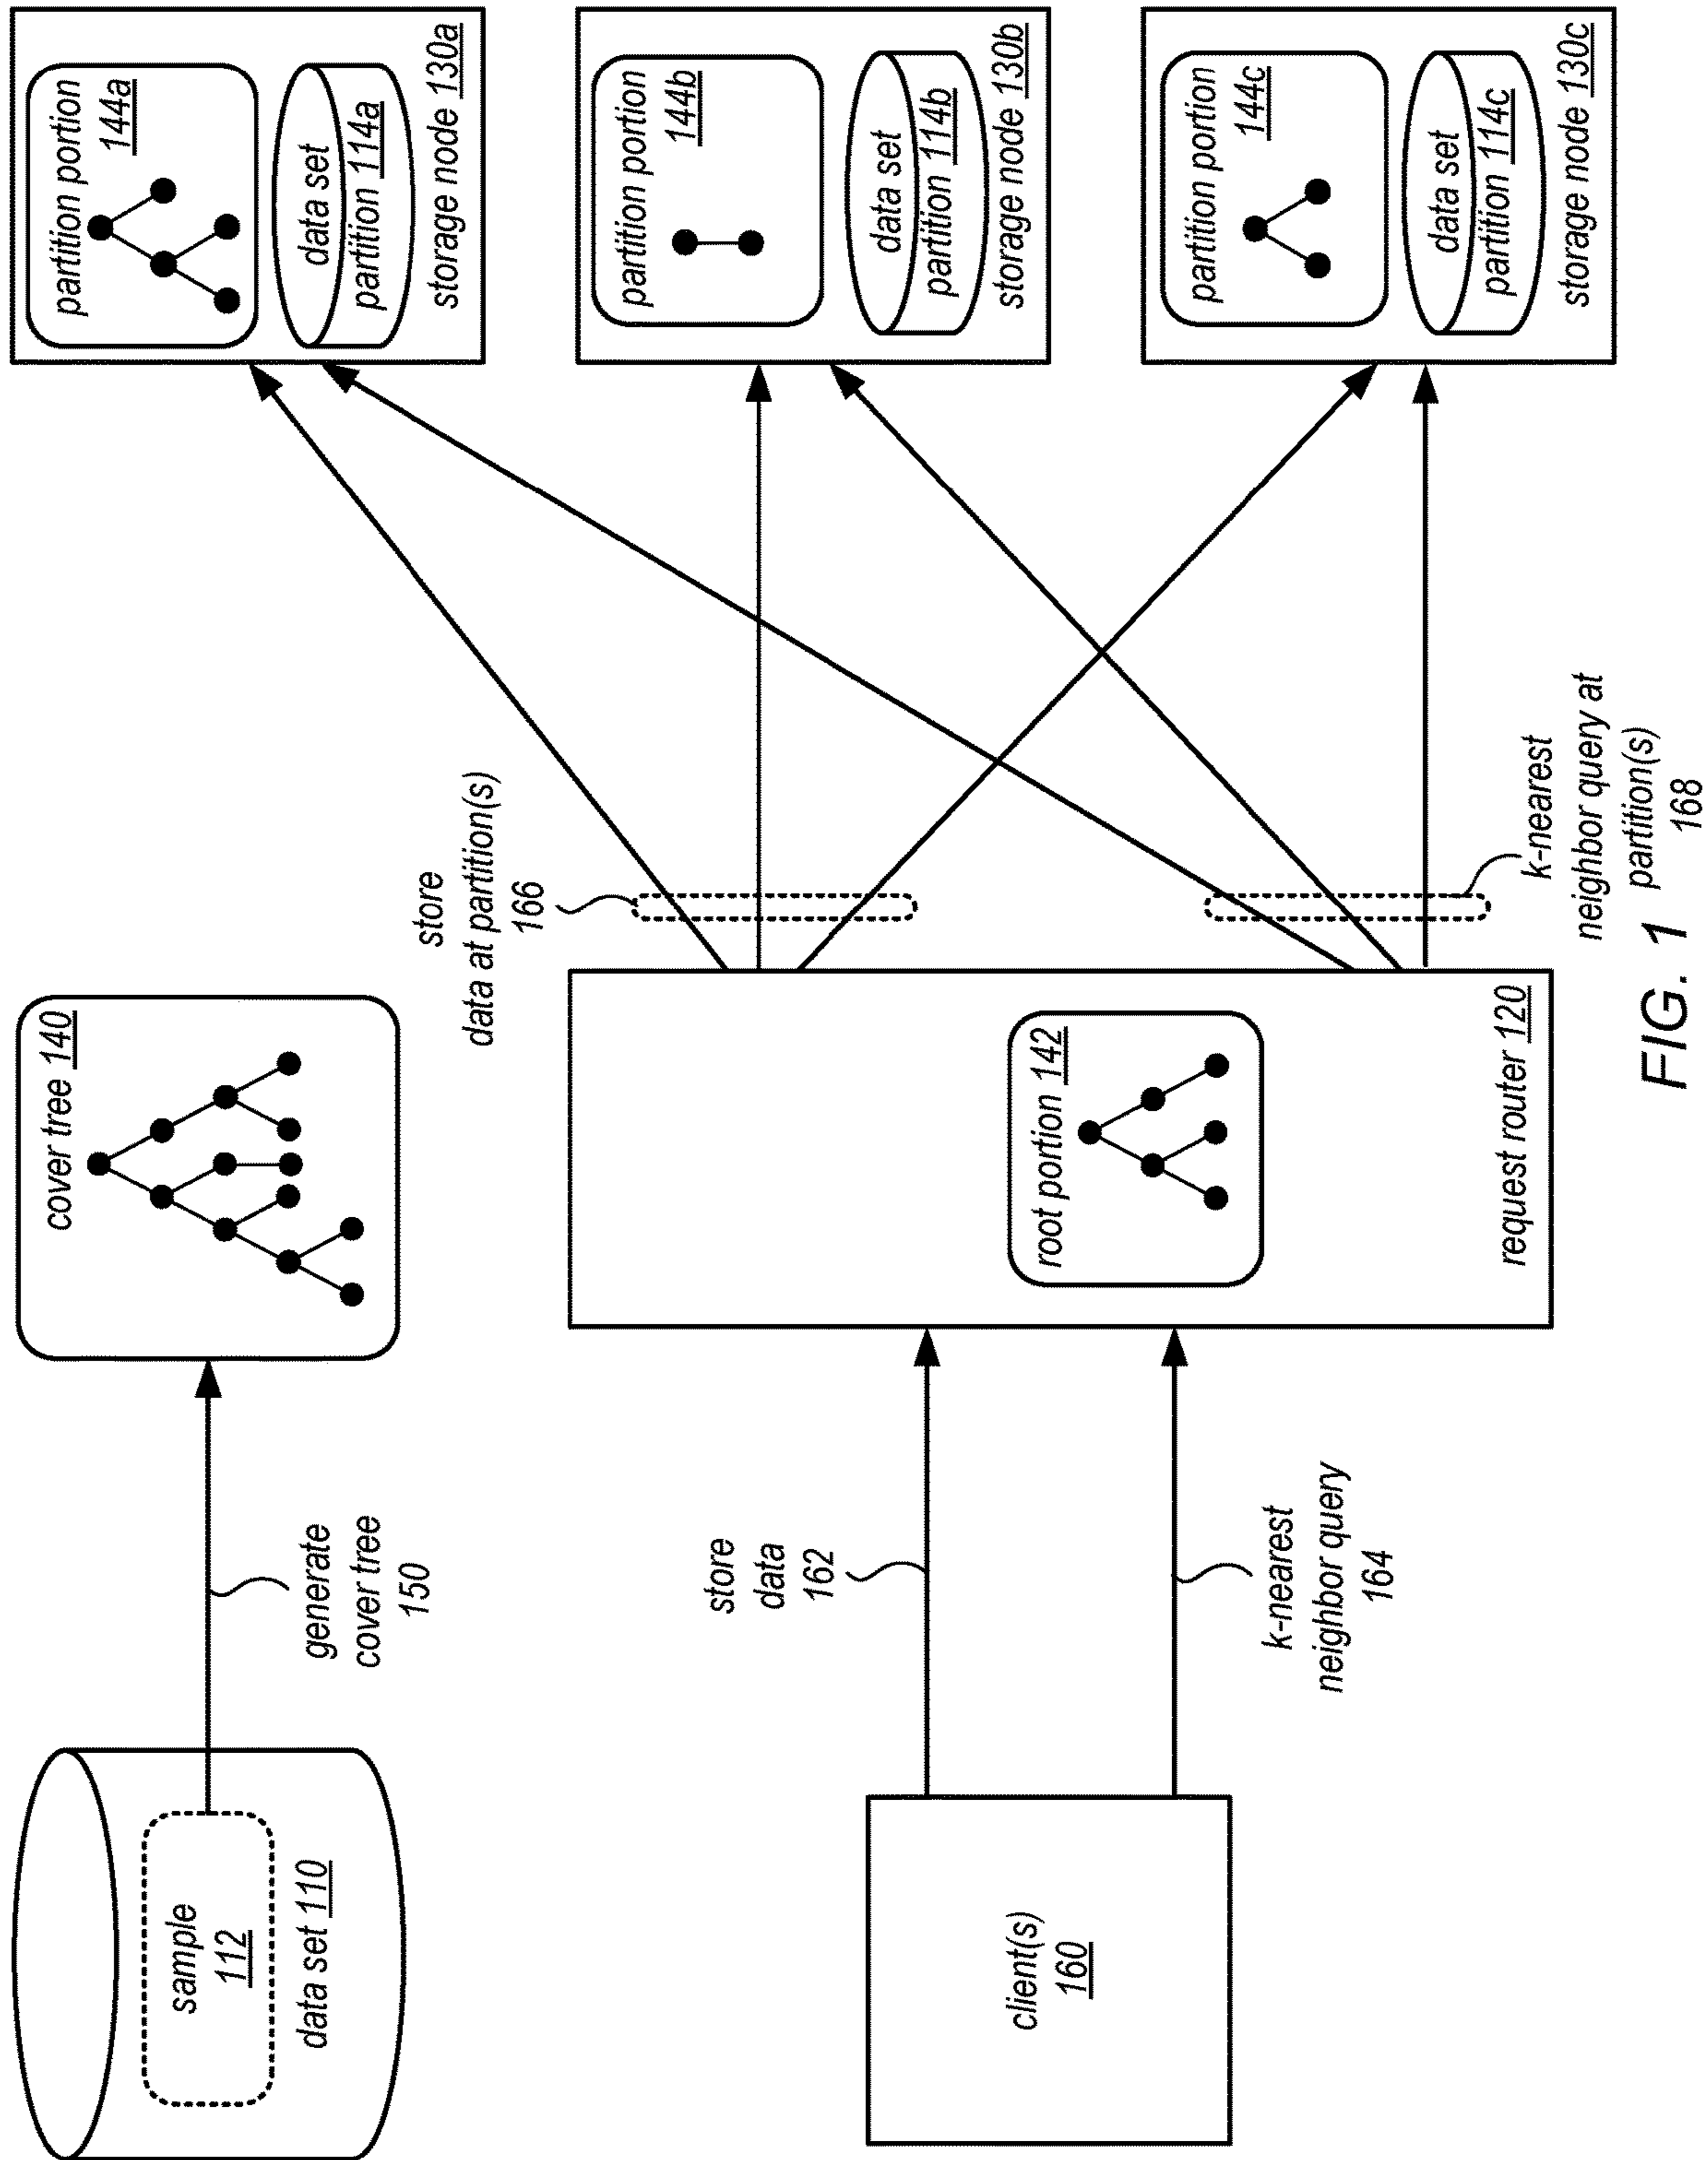 sample
112
data set 110
generate
cover tree
150
cover tree 140
client(s)
160
store
data
162
k-nearest
neighbor query
164
root portion 142
request router 120
store
data at partition(s)
166
k-nearest
neighbor query at
partition(s)
168
partition portion
144a
data set
partition 114a
storage node 130a
partition portion
144b
data set
partition 114b
storage node 130b
partition portion
144c
data set
partition 114c
storage node 130c
FIG. 1